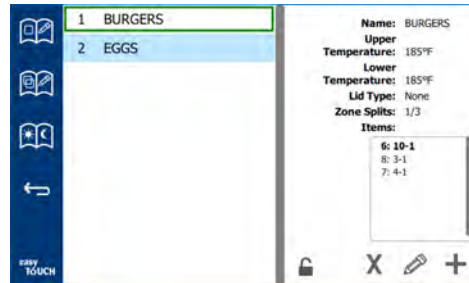 1 BURGERS
2 EGGS
Name: BURGERS
Upper
Temperature: 185°F
Lower
Temperature: 185°F
Lid Type: None
Zone Splits: 1/3
Items:
6: 10-1
8: 3-1
7: 4-1
easy
TOUCH